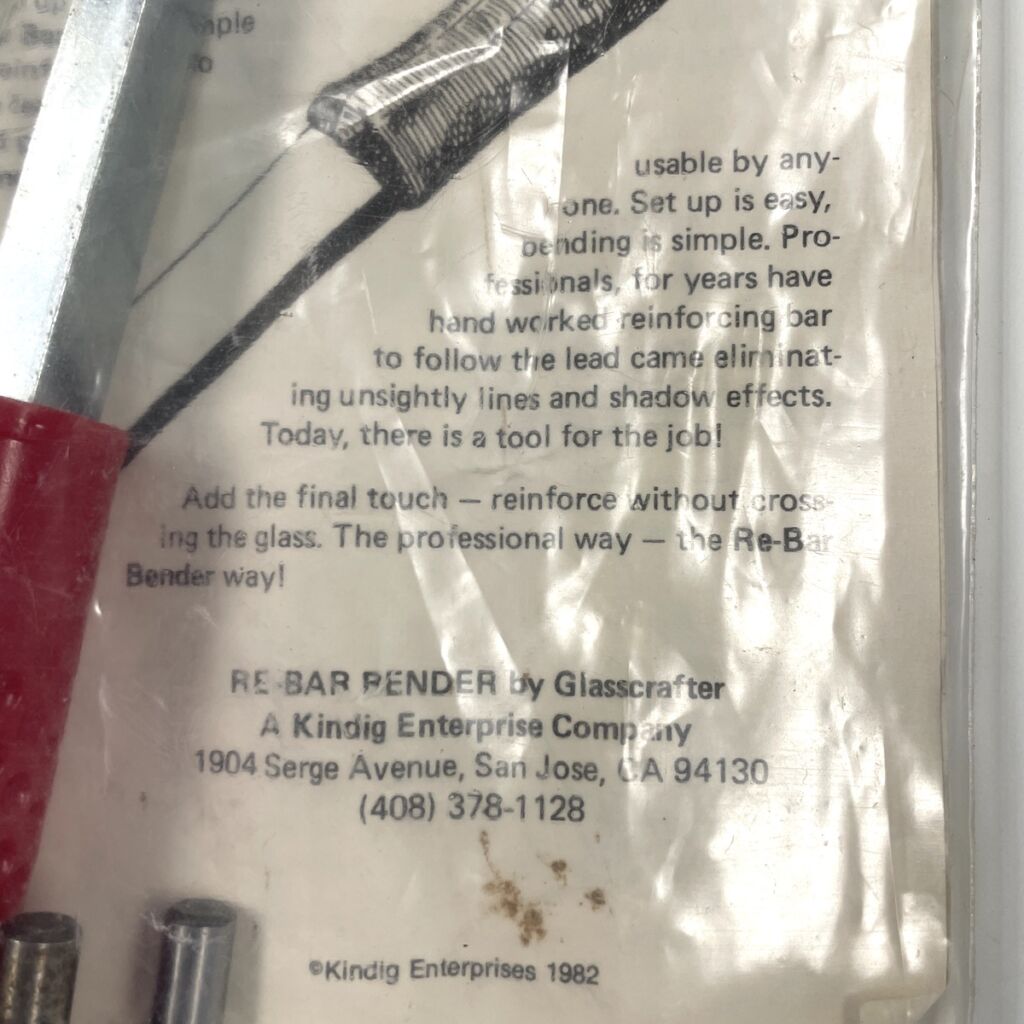 usable by any-
one. Set up is easy,
bending is simple. Pro-
fessionals, for years have
hand worked reinforcing bar
to follow the lead came eliminat-
ing unsightly lines and shadow effects.
Today, there is a tool for the job!
Add the final touch — reinforce without cross-
ing the glass. The professional way — the Re-Bar
Bender way!
RE-BAR BENDER by Glasscrafter
A Kindig Enterprise Company
1904 Serge Avenue, San Jose, CA 94130
(408) 378-1128
©Kindig Enterprises 1982